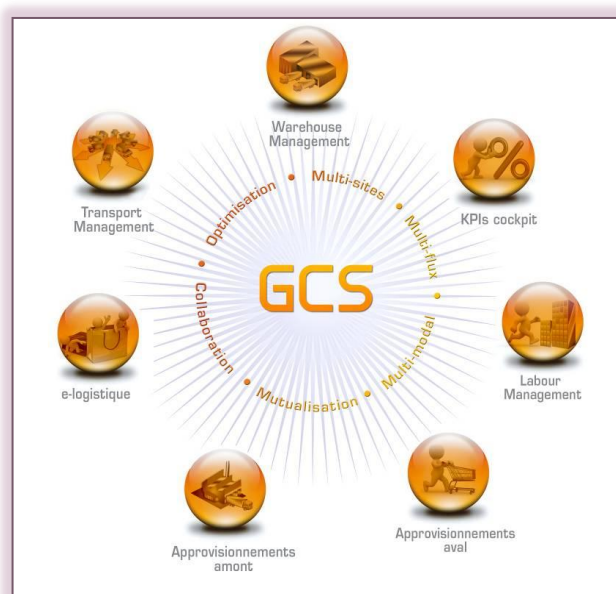 Warehouse
Management
KPIs cockpit
Labour
Management
Approvisionnements
aval
Approvisionnements
amont
e-logistique
Transport
Management
Optimisation
Multi-sites
Multi-flux
Multi-modal
Mutualisation
Collaboration
GCS